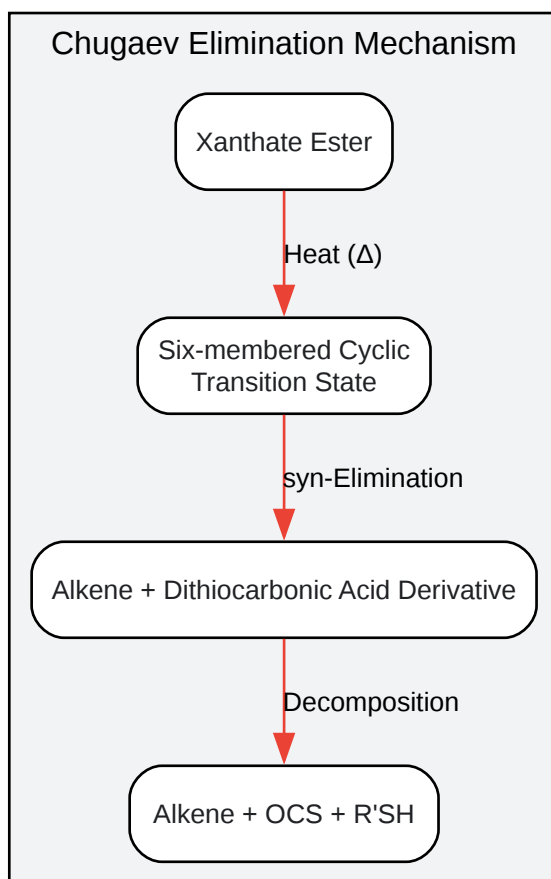 Chugaev Elimination Mechanism
Xanthate Ester
Heat (Δ)
Six-membered Cyclic
Transition State
syn-Elimination
Alkene + Dithiocarbonic Acid Derivative
Decomposition
Alkene + OCS + R'SH